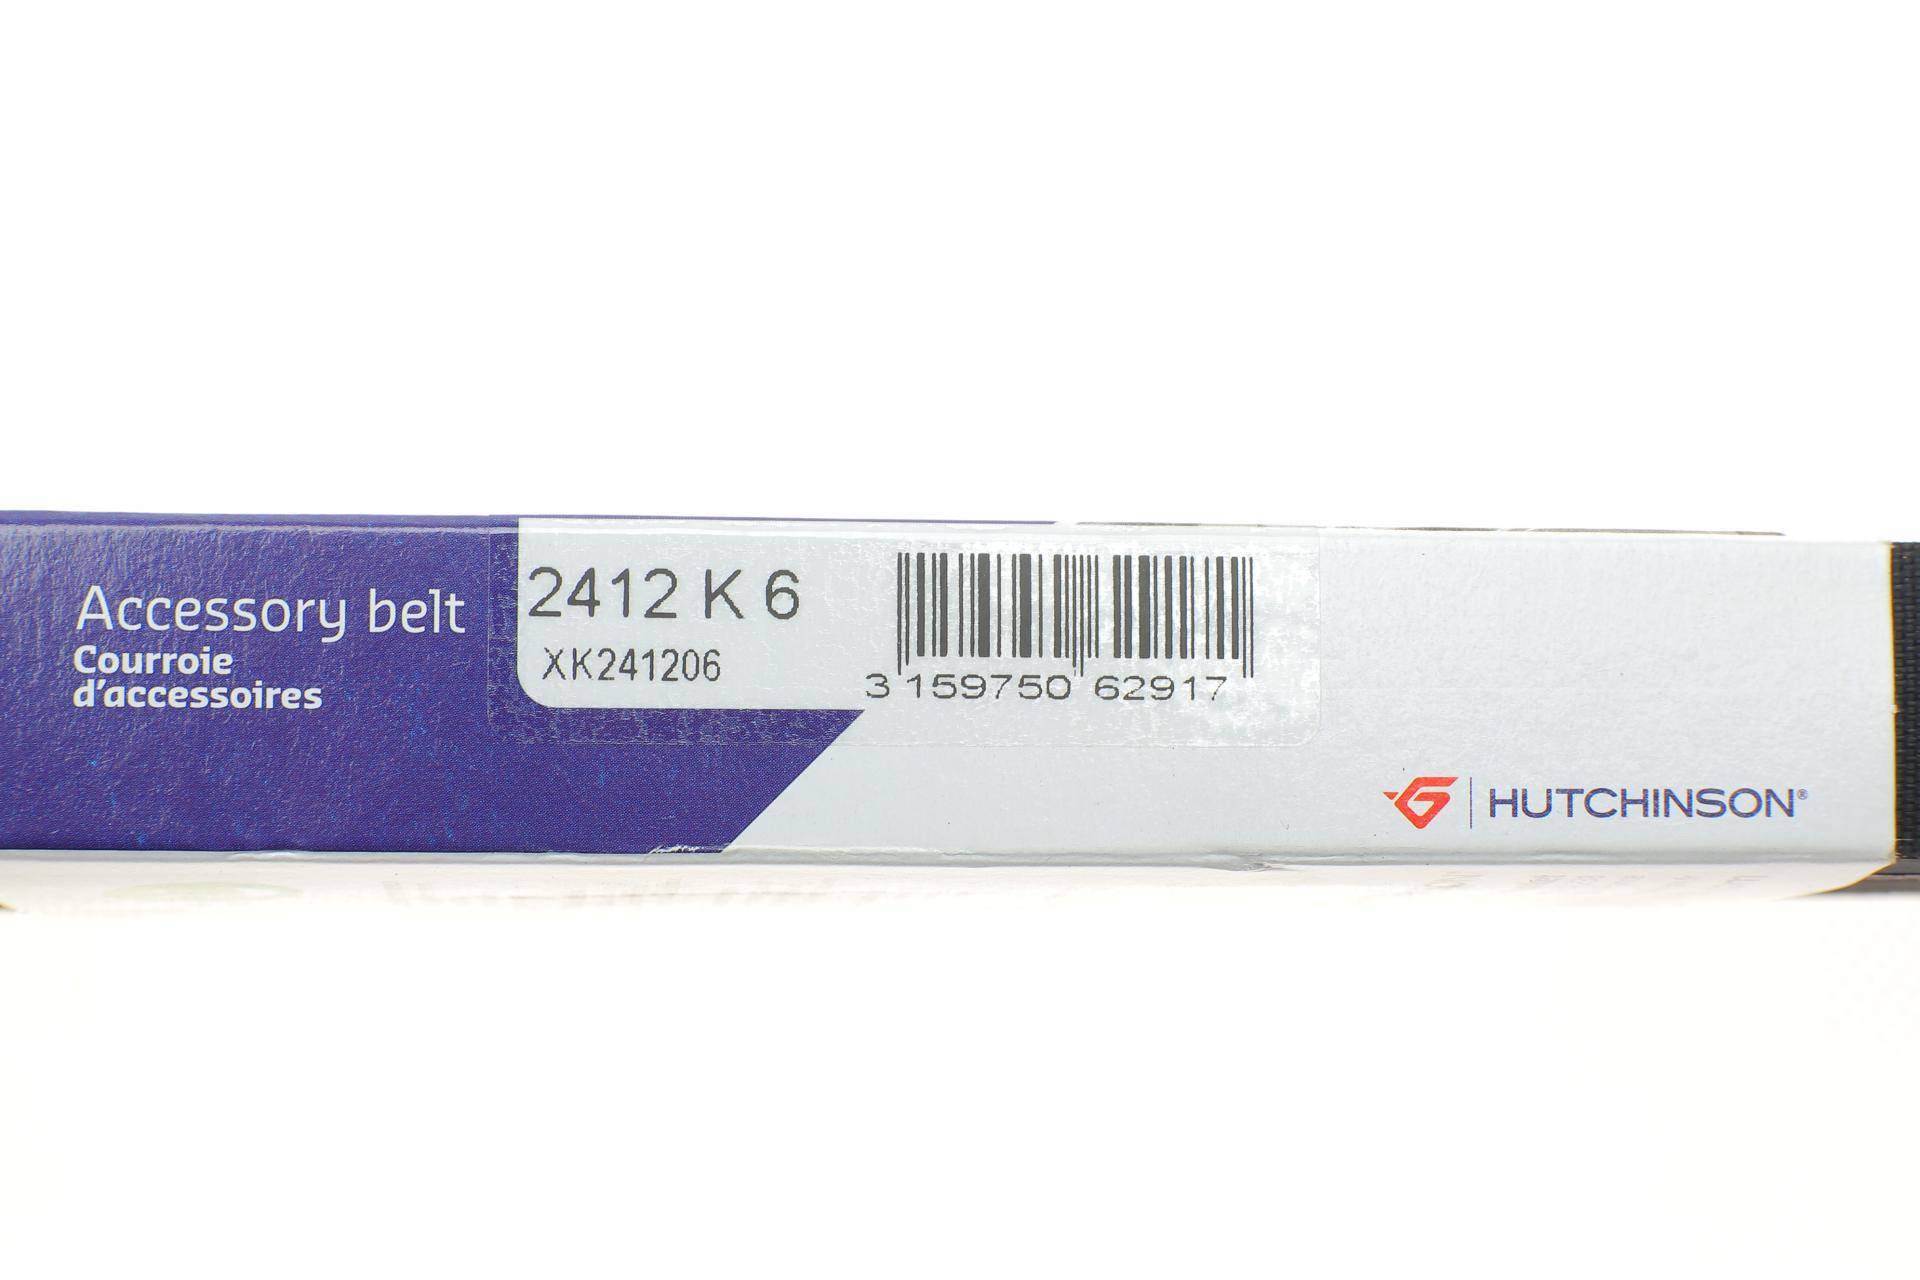 Accessory belt
Courroie
d'accessoires
2412 K 6
XK241206
3 159750 62917
HUTCHINSON®